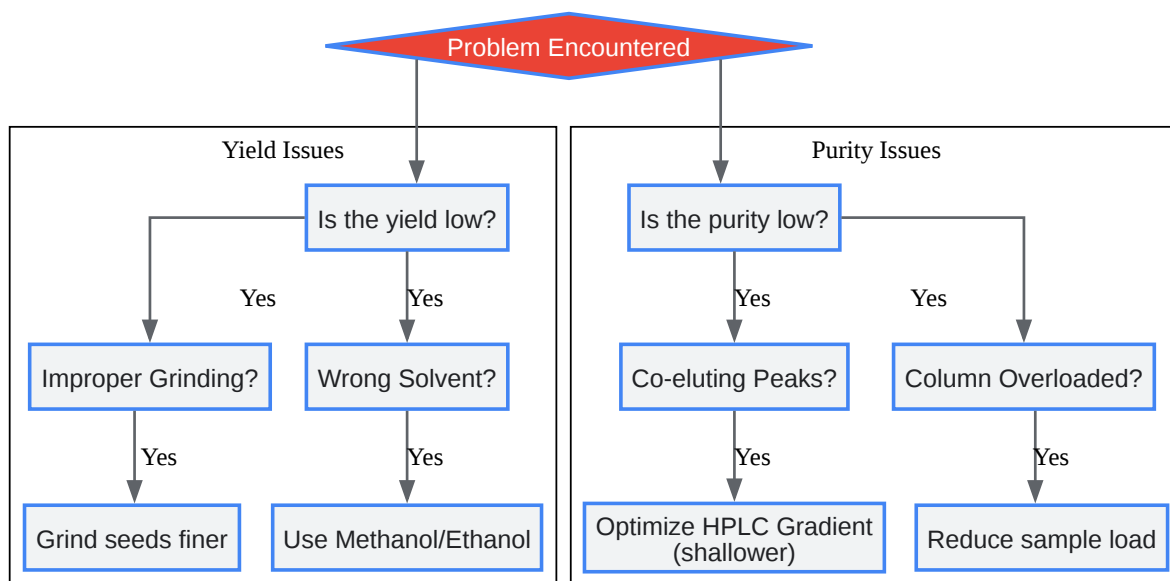 Problem Encountered
Yield Issues
Purity Issues
Is the yield low?
Is the purity low?
Yes
Yes
Yes
Yes
Improper Grinding?
Wrong Solvent?
Co-eluting Peaks?
Column Overloaded?
Yes
Yes
Yes
Yes
Grind seeds finer
Use Methanol/Ethanol
Optimize HPLC Gradient
(shallower)
Reduce sample load